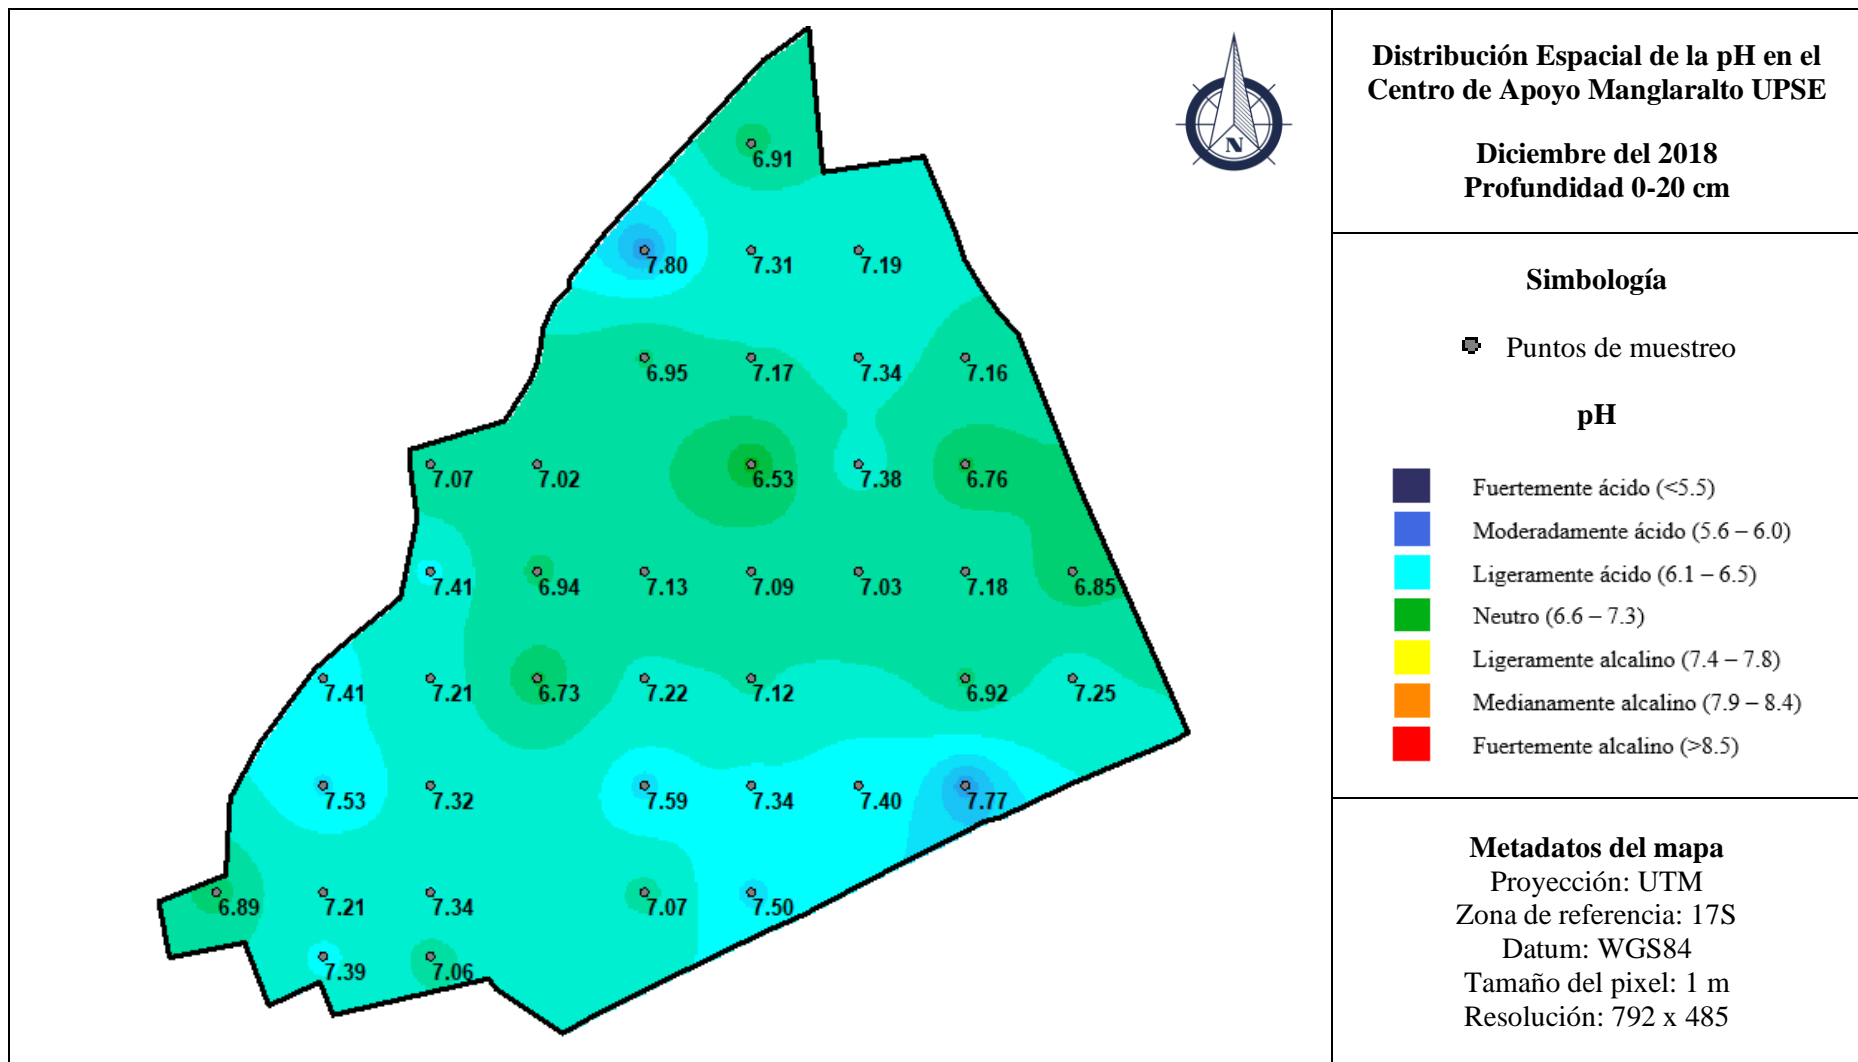 Distribución Espacial de la pH en el
Centro de Apoyo Manglaralto UPSE
Diciembre del 2018
Profundidad 0-20 cm
N
6.91
7.80 7.31 7.19
6.95 7.17 7.34 7.16
7.07 7.02 6.53 7.38 6.76
7.41 6.94 7.13 7.09 7.03 7.18 6.85
7.41 7.21 6.73 7.22 7.12 6.92 7.25
7.53 7.32 7.59 7.34 7.40 7.77
6.89 7.21 7.34 7.07 7.50
7.39 7.06
Simbología
Puntos de muestreo
pH
Fuertemente ácido (<5.5)
Moderadamente ácido (5.6 – 6.0)
Ligeramente ácido (6.1 – 6.5)
Neutro (6.6 – 7.3)
Ligeramente alcalino (7.4 – 7.8)
Medianamente alcalino (7.9 – 8.4)
Fuertemente alcalino (>8.5)
Metadatos del mapa
Proyección: UTM
Zona de referencia: 17S
Datum: WGS84
Tamaño del pixel: 1 m
Resolución: 792 x 485